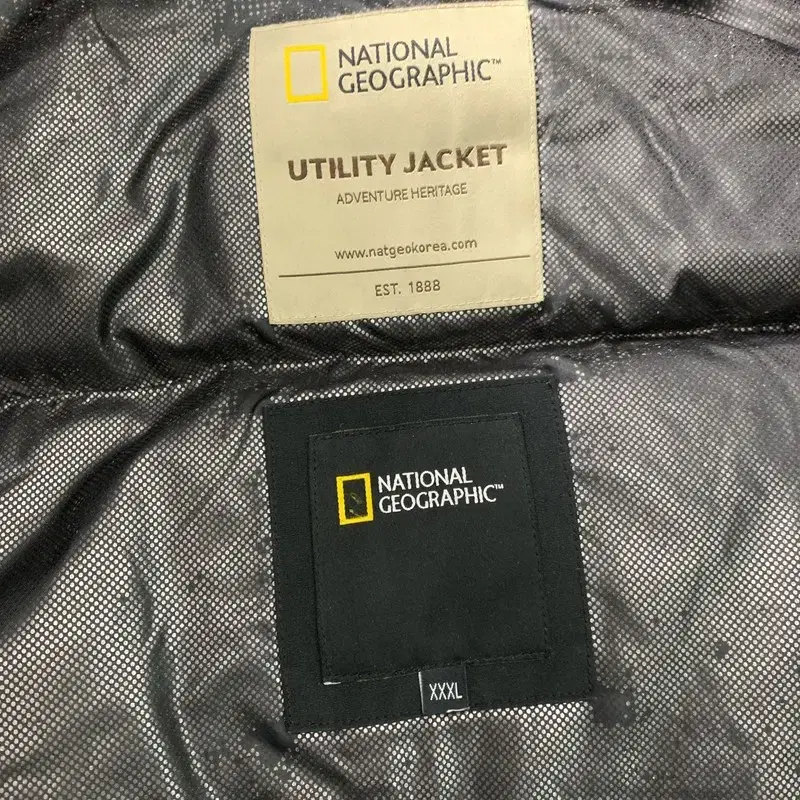 NATIONAL
GEOGRAPHIC™
UTILITY JACKET
ADVENTURE HERITAGE
www.natgeokorea.com
EST. 1888
NATIONAL
GEOGRAPHIC™
XXXL